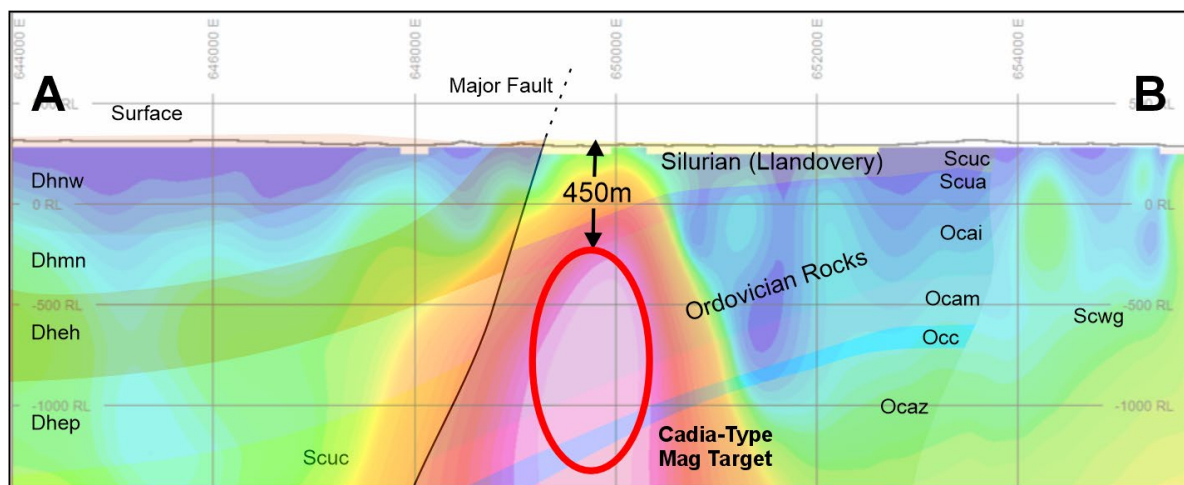 644000 E
646000 E
648000 E
650000 E
652000 E
654000 E
A
B
Major Fault
Surface
Silurian (Llandovery)
Scuc
Scua
Dhnw
450m
0 RL
0 RL
Dhmn
Ocai
Ordovician Rocks
-500 RL
-500 RL
Ocam
Scwg
Dheh
Occ
-1000 RL
-1000 RL
Ocaz
Dhep
Scuc
Cadia-Type
Mag Target